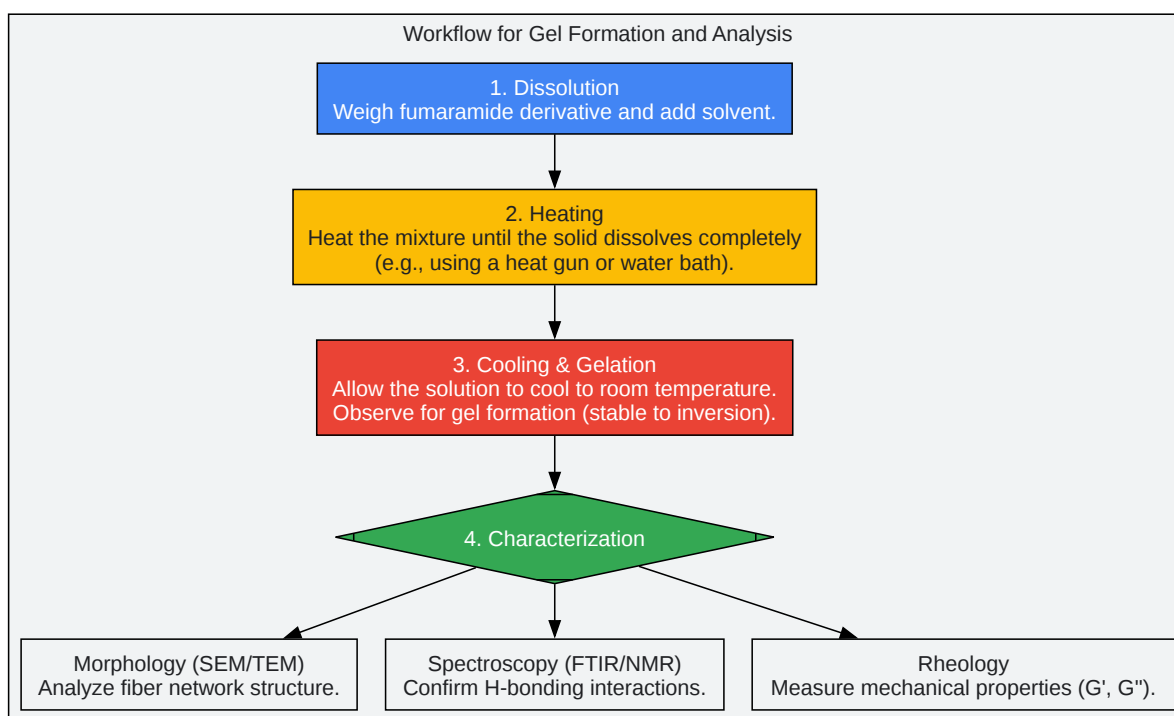 Workflow for Gel Formation and Analysis
1. Dissolution
Weigh fumaramide derivative and add solvent.
2. Heating
Heat the mixture until the solid dissolves completely
(e.g., using a heat gun or water bath).
3. Cooling & Gelation
Allow the solution to cool to room temperature.
Observe for gel formation (stable to inversion).
4. Characterization
Morphology (SEM/TEM)
Analyze fiber network structure.
Spectroscopy (FTIR/NMR)
Confirm H-bonding interactions.
Rheology
Measure mechanical properties (G', G'').